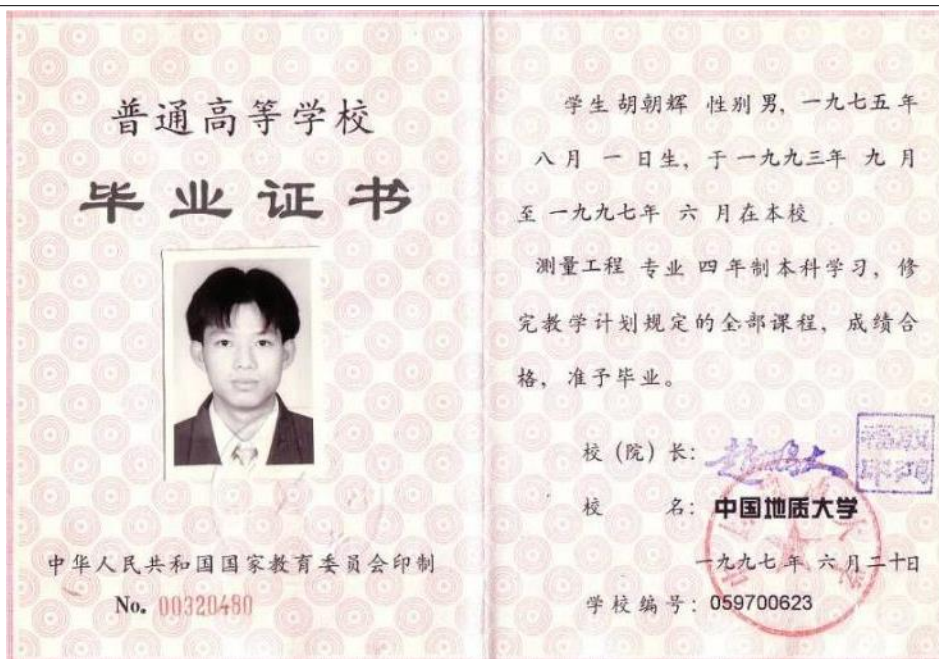 普通高等学校
毕业证书
中华人民共和国国家教育委员会印制
No. 00320480
学生 胡朝辉 性别 男, 一九七五年
八月 一 日生, 于一九九三年 九 月
至 一九九七年 六 月在本校
测量工程 专业 四年制本科学习, 修
完教学计划规定的全部课程, 成绩合
格, 准予毕业。
校(院)长:
校 名: 中国地质大学
一九九七年 六 月二十日
学校编号: 059700623